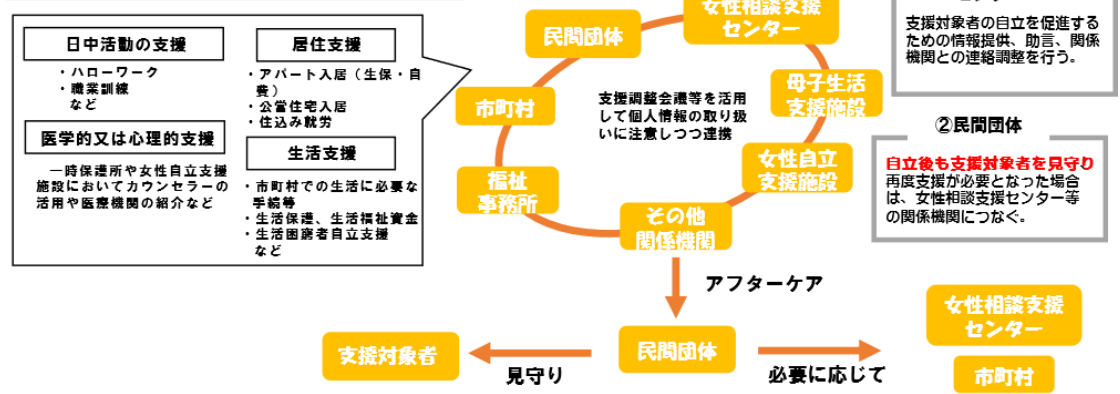 日中活動の支援
・ハローワーク
・職業訓練
など
医学的又は心理的支援
一時保護所や女性自立支援
施設においてカウンセラーの
活用や医療機関の紹介など
居住支援
・アパート入居（生保・自
費）
・公営住宅入居
・住込み就労
生活支援
・市町村での生活に必要な
手続等
・生活保護、生活福祉資金
・生活困窮者自立支援
など
民間団体
女性相談支援
センター
市町村
母子生活
支援施設
支援調整会議等を活用
して個人情報の取り扱
いに注意しつつ連携
福祉
事務所
女性自立
支援施設
その他
関係機関
支援対象者の自立を促進する
ための情報提供、助言、関係
機関との連絡調整を行う。
②民間団体
自立後も支援対象者を見守り
再度支援が必要となった場合
は、女性相談支援センター等
の関係機関につなぐ。
アフターケア
支援対象者
見守り
民間団体
必要に応じて
女性相談支援
センター
市町村